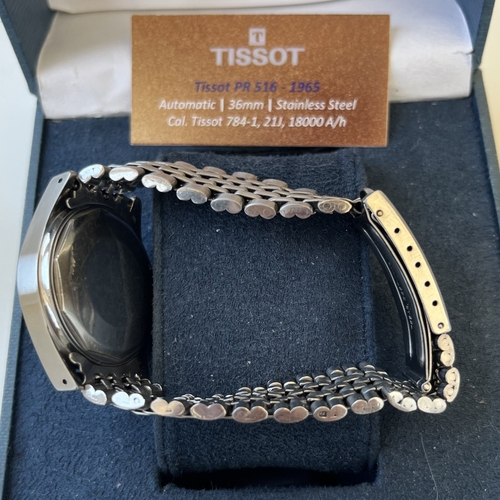 T
TISSOT
Tissot PR 516 - 1965
Automatic | 36mm | Stainless Steel
Cal. Tissot 784-1, 21J, 18000 A/h